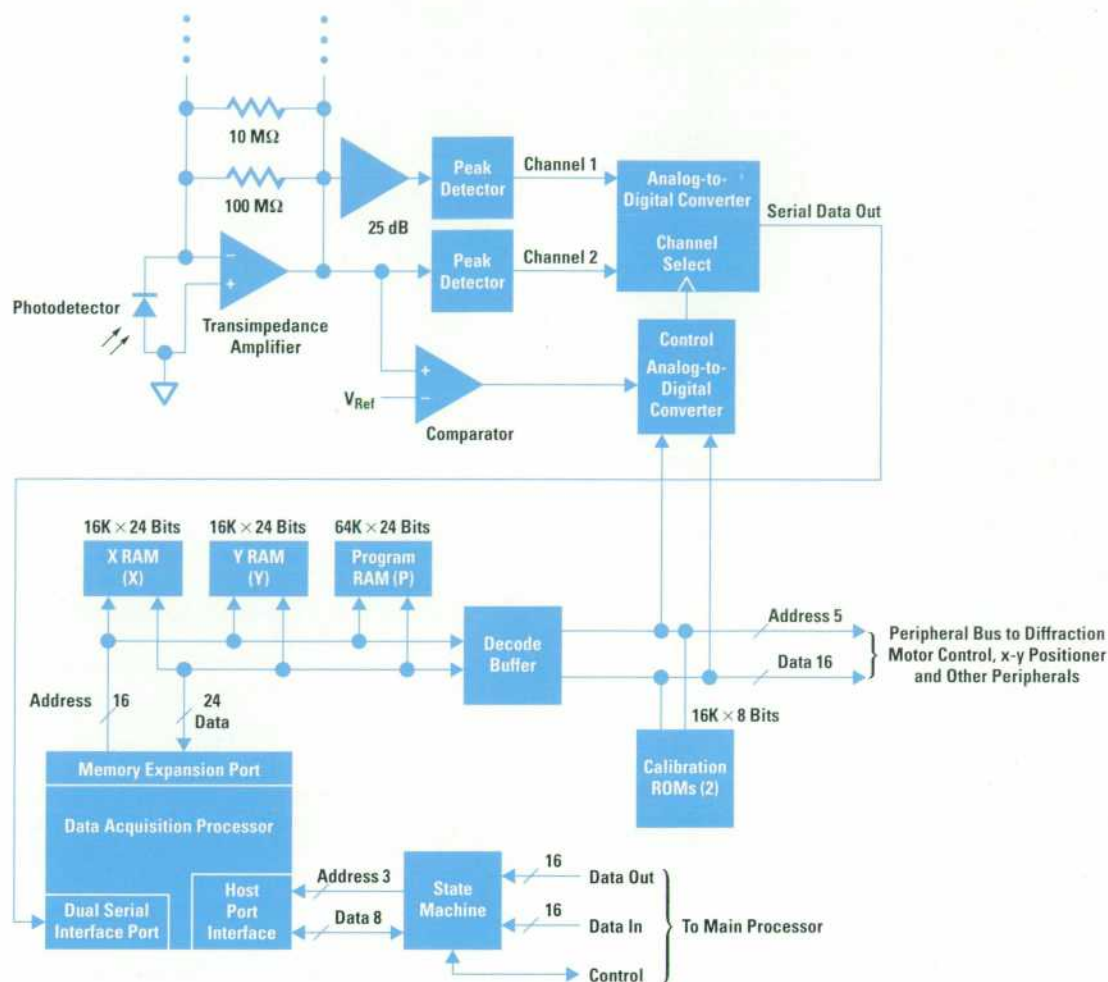 10 MΩ
100 MΩ
25 dB
Peak
Detector
Channel 1
Analog-to-
Digital Converter
Channel
Select
Serial Data Out
Peak
Detector
Channel 2
Photodetector
−
+
Transimpedance
Amplifier
Control
Analog-to-
Digital
Converter
VRef
+
−
Comparator
16K × 24 Bits
16K × 24 Bits
64K × 24 Bits
X RAM
(X)
Y RAM
(Y)
Program
RAM (P)
Decode
Buffer
Address 5
Data 16
Peripheral Bus to Diffraction
Motor Control, x-y Positioner
and Other Peripherals
Address
16
24
Data
16K × 8 Bits
Calibration
ROMs (2)
Memory Expansion Port
Data Acquisition Processor
Dual Serial
Interface Port
Host
Port
Interface
Address 3
Data 8
State
Machine
16
Data Out
16
Data In
Control
To Main Processor